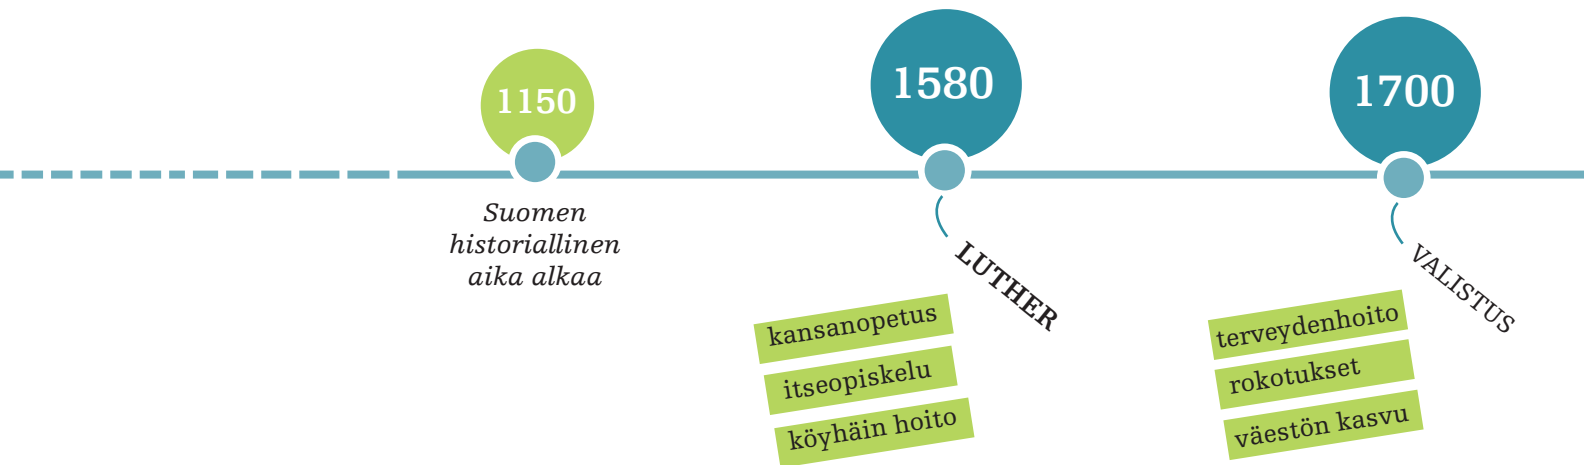 1150
Suomen
historiallinen
aika alkaa
1580
LUTHER
kansanopetus
itseopiskelu
köyhäin hoito
1700
VALISTUS
terveydenhoito
rokotukset
väestön kasvu